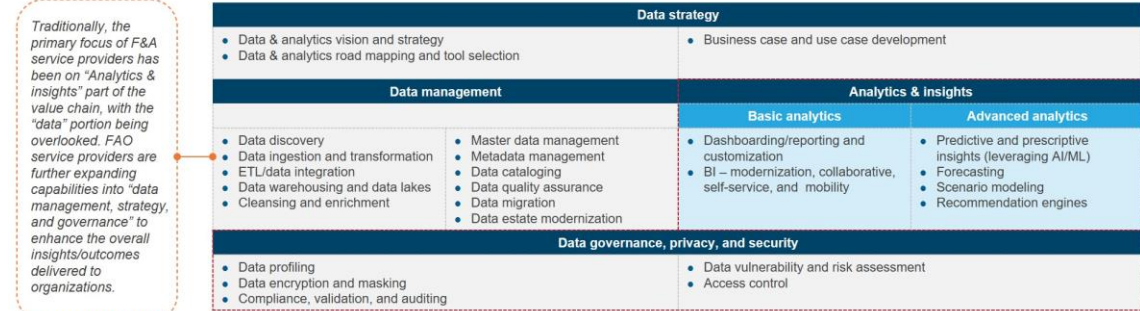 Traditionally, the
primary focus of F&A
service providers has
been on "Analytics &
insights" part of the
value chain, with the
"data" portion being
overlooked. FAO
service providers are
further expanding
capabilities into "data
management, strategy,
and governance" to
enhance the overall
insights/outcomes
delivered to
organizations.
Data strategy
• Data & analytics vision and strategy
• Data & analytics road mapping and tool selection
• Business case and use case development
Data management
• Data discovery
• Data ingestion and transformation
• ETL/data integration
• Data warehousing and data lakes
• Cleansing and enrichment
• Master data management
• Metadata management
• Data cataloging
• Data quality assurance
• Data migration
• Data estate modernization
Analytics & insights
Basic analytics
• Dashboarding/reporting and
customization
• BI – modernization, collaborative,
self-service, and mobility
Advanced analytics
• Predictive and prescriptive
insights (leveraging AI/ML)
• Forecasting
• Scenario modeling
• Recommendation engines
Data governance, privacy, and security
• Data profiling
• Data encryption and masking
• Compliance, validation, and auditing
• Data vulnerability and risk assessment
• Access control